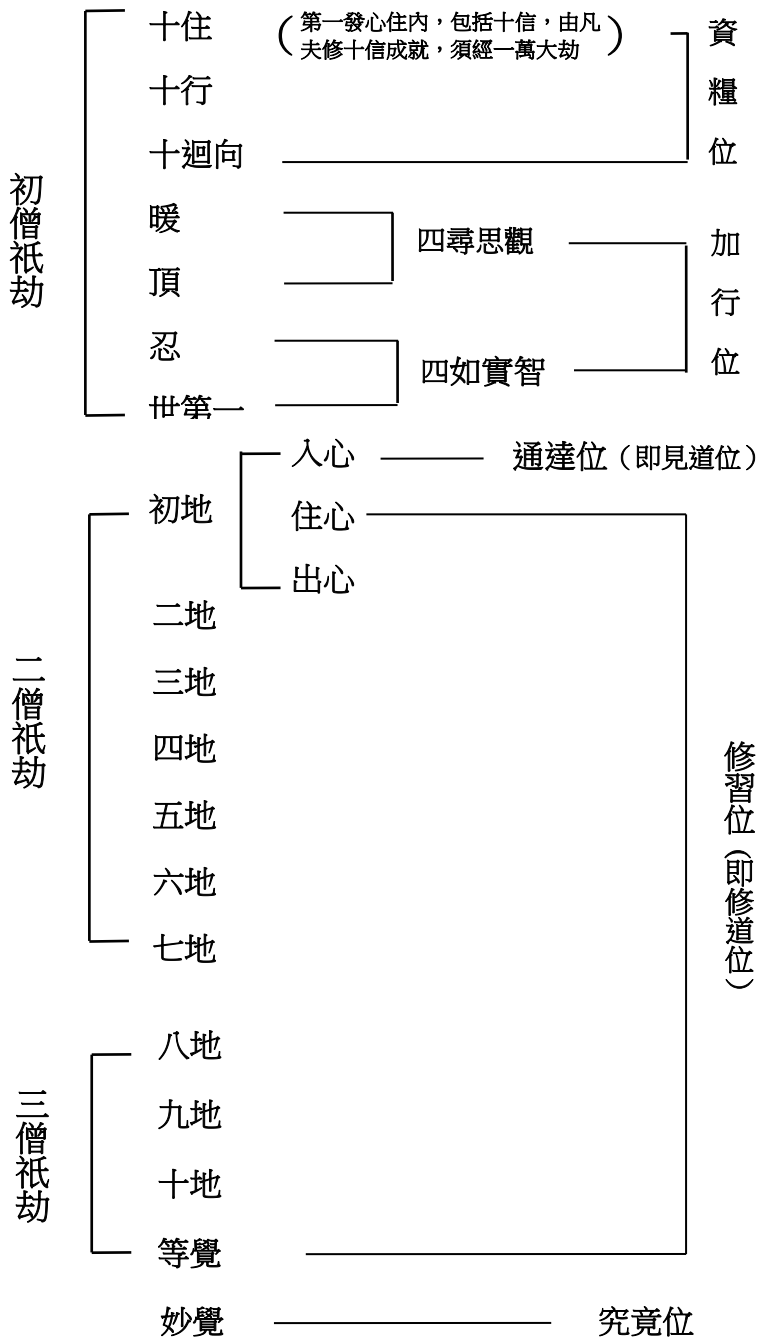 初僧祇劫
十住
（第一發心住內，包括十信，由凡
夫修十信成就，須經一萬大劫）
資糧位
十行
十迴向
暖
四尋思觀
加行位
頂
忍
四如實智
世第一
二僧祇劫
初地
入心
通達位（即見道位）
住心
出心
二地
三地
四地
五地
六地
七地
修習位（即修道位）
三僧祇劫
八地
九地
十地
等覺
妙覺
究竟位